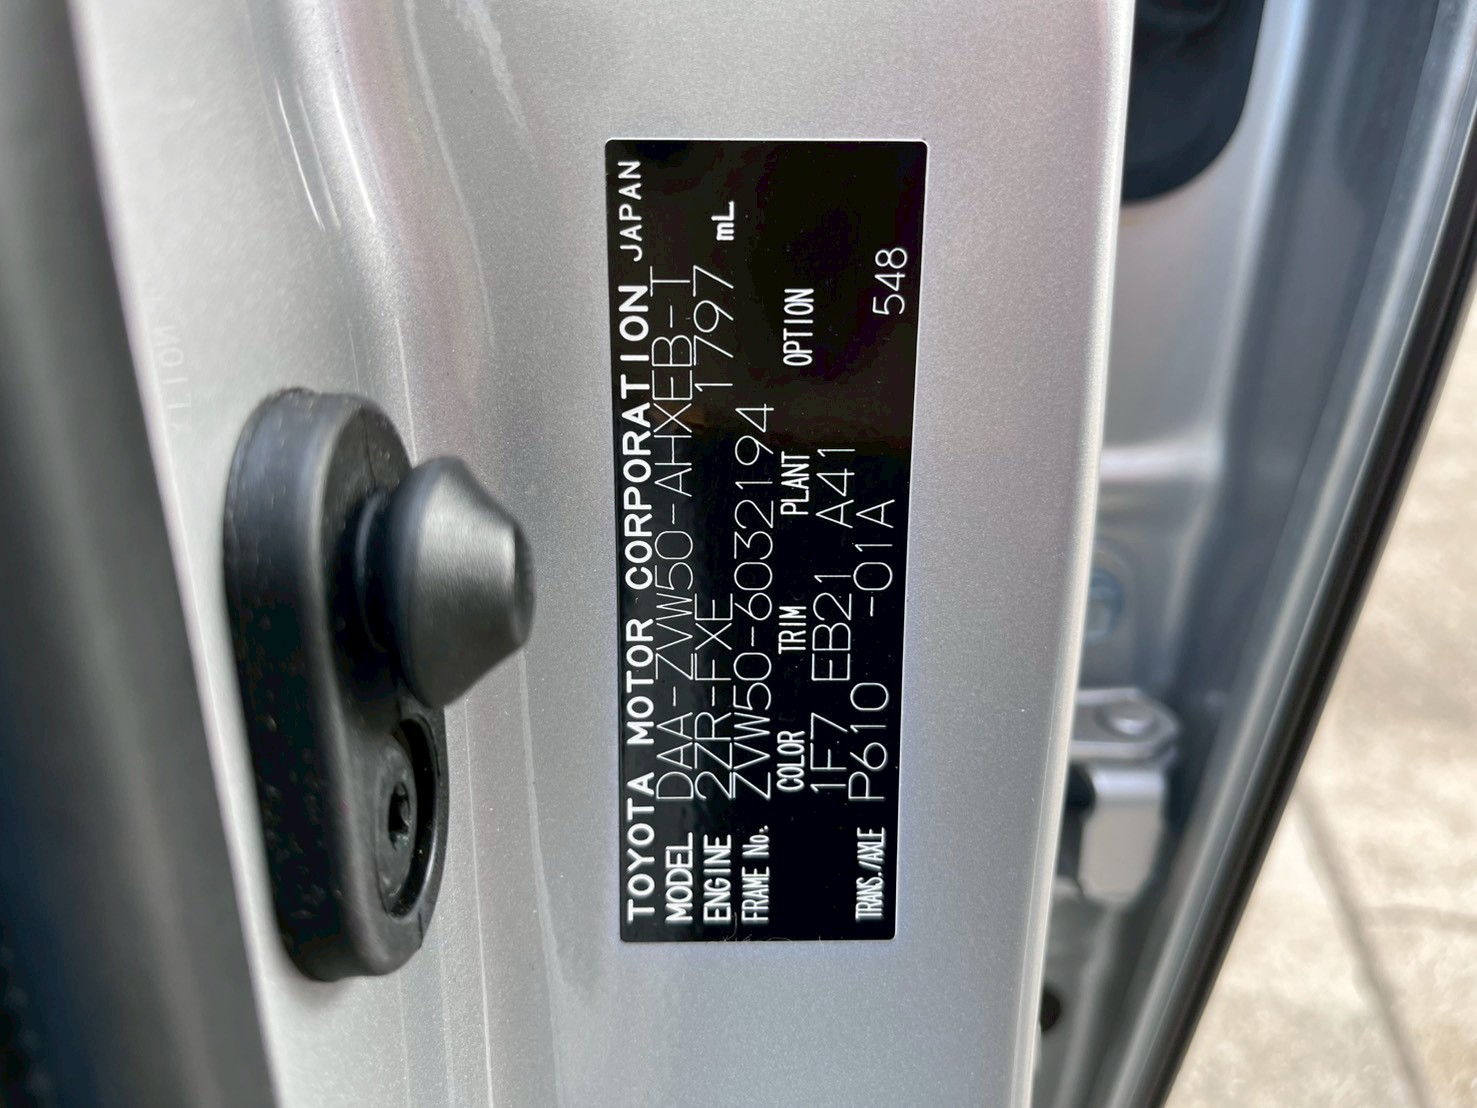 TOYOTA MOTOR CORPORATION JAPAN
MODEL DAA-ZVW50-AHXEB-T
ENGINE 2ZR-FXE 1797 mL
FRAME No. ZVW50-6032194
COLOR TRIM PLANT OPTION
1F7 EB21 A41
TRANS./AXLE P610 -01A 548